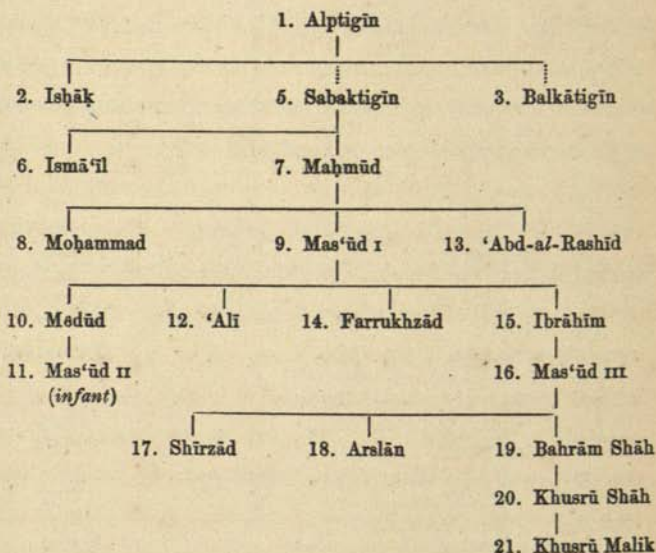 1. Alptigīn
2. Isḥāḳ 5. Sabaktigīn 3. Balkātigīn
6. Ismā‘īl 7. Maḥmūd
8. Moḥammad 9. Mas‘ūd I 13. ‘Abd-al-Rashīd
10. Mōdūd 12. ‘Alī 14. Farrukhzād 15. Ibrāhīm
11. Mas‘ūd II 16. Mas‘ūd III
(infant)
17. Shīrzād 18. Arslān 19. Bahrām Shāh
20. Khusrū Shāh
21. Khusrū Malik